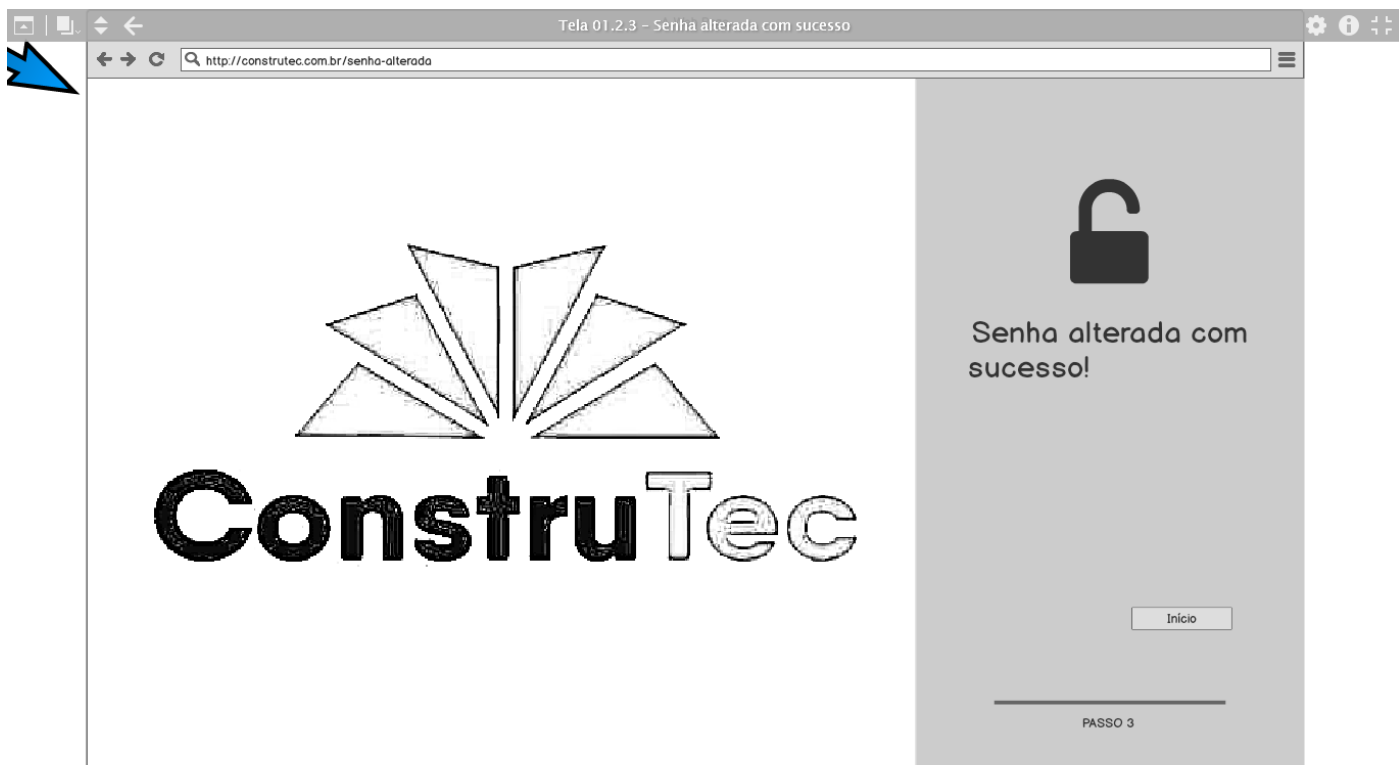 Tela 01.2.3 - Senha alterada com sucesso
http://construtec.com.br/senha-alterada
ConstruTec
Senha alterada com
sucesso!
Início
PASSO 3